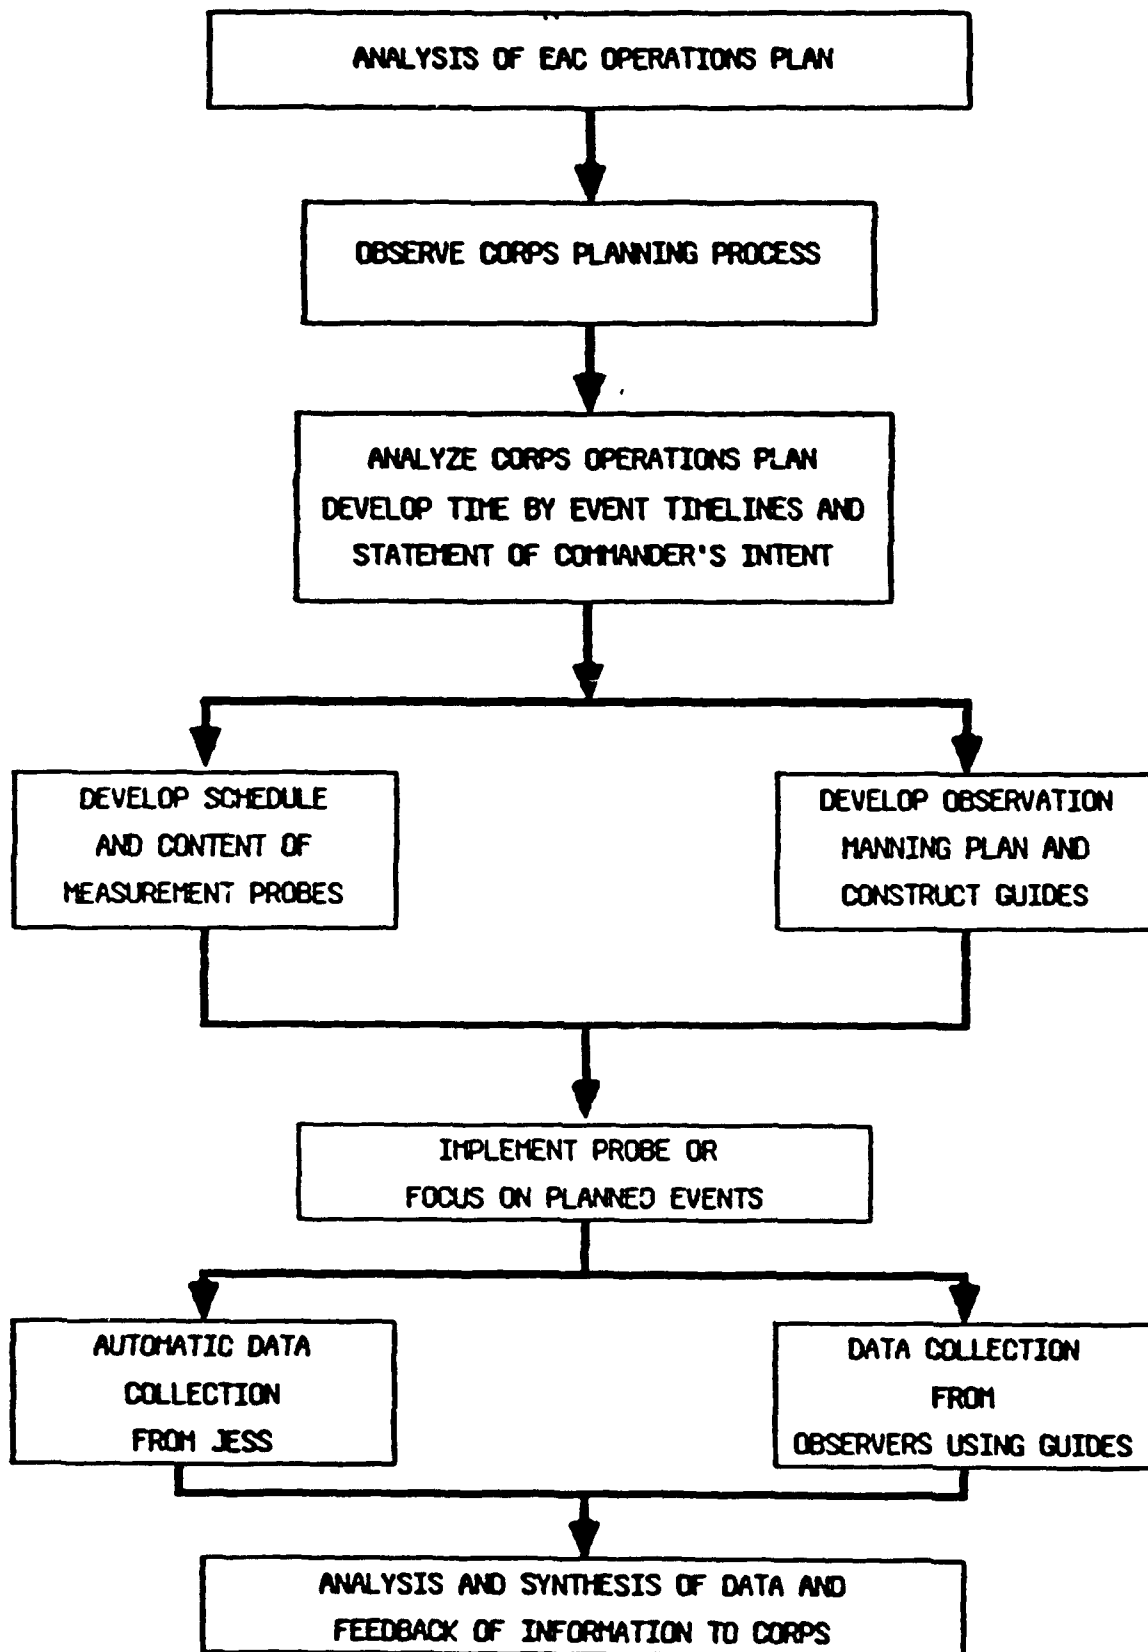 ANALYSIS OF EAC OPERATIONS PLAN
OBSERVE CORPS PLANNING PROCESS
ANALYZE CORPS OPERATIONS PLAN
DEVELOP TIME BY EVENT TIMELINES AND
STATEMENT OF COMMANDER'S INTENT
DEVELOP SCHEDULE
AND CONTENT OF
MEASUREMENT PROBES
DEVELOP OBSERVATION
MANNING PLAN AND
CONSTRUCT GUIDES
IMPLEMENT PROBE OR
FOCUS ON PLANNED EVENTS
AUTOMATIC DATA
COLLECTION
FROM JESS
DATA COLLECTION
FROM
OBSERVERS USING GUIDES
ANALYSIS AND SYNTHESIS OF DATA AND
FEEDBACK OF INFORMATION TO CORPS